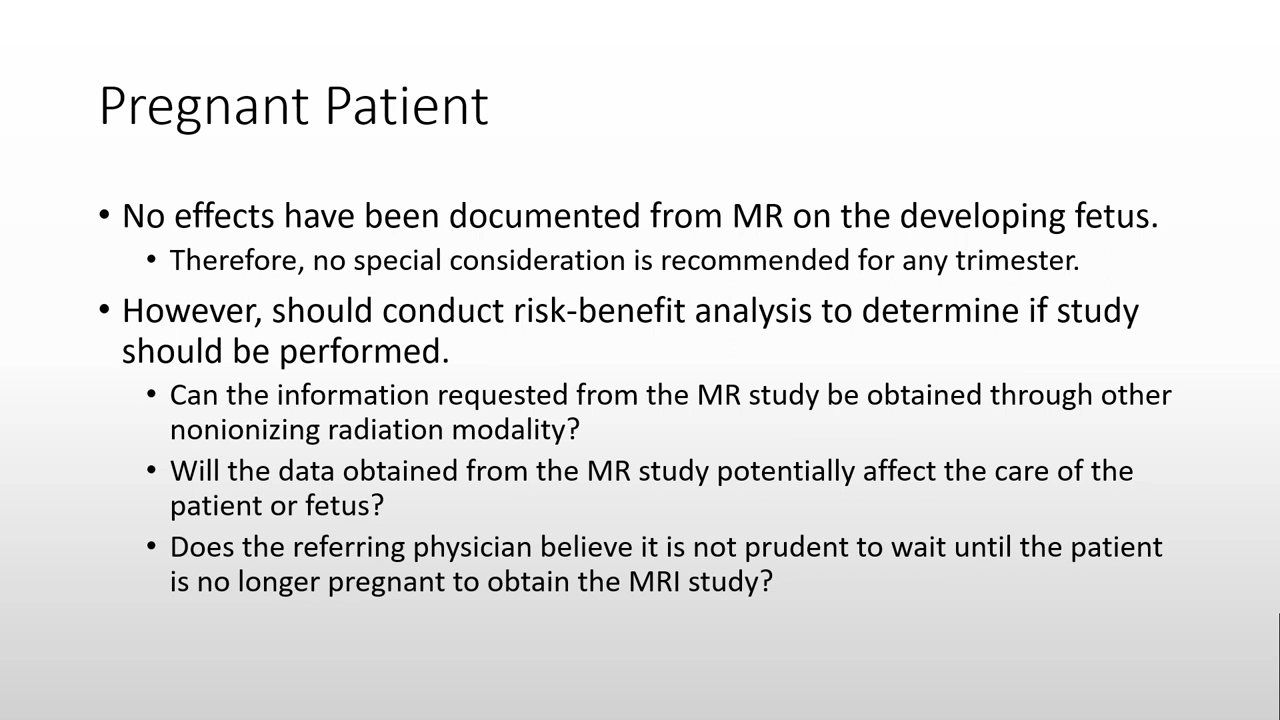 Pregnant Patient
• No effects have been documented from MR on the developing fetus.
• Therefore, no special consideration is recommended for any trimester.
• However, should conduct risk-benefit analysis to determine if study
should be performed.
• Can the information requested from the MR study be obtained through other
nonionizing radiation modality?
• Will the data obtained from the MR study potentially affect the care of the
patient or fetus?
• Does the referring physician believe it is not prudent to wait until the patient
is no longer pregnant to obtain the MRI study?